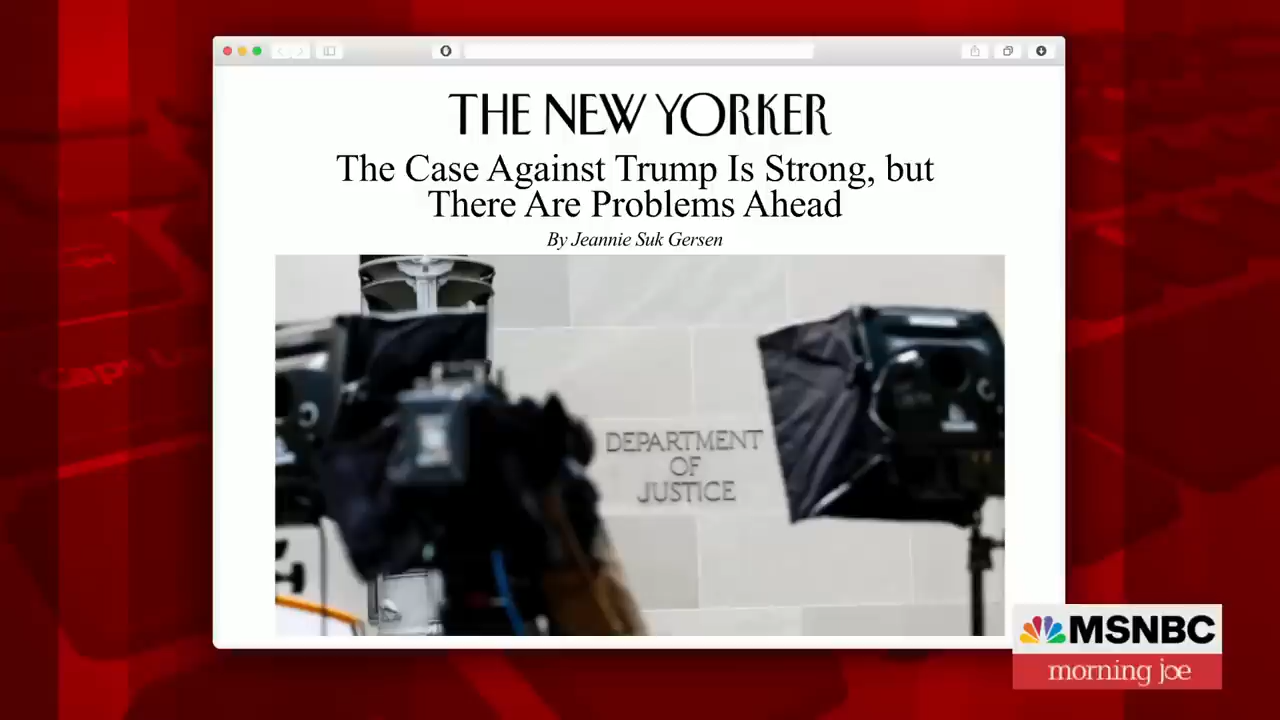 THE NEW YORKER
The Case Against Trump Is Strong, but
There Are Problems Ahead
By Jeannie Suk Gersen
DEPARTMENT
OF
JUSTICE
Caps
MSNBC
morning joe